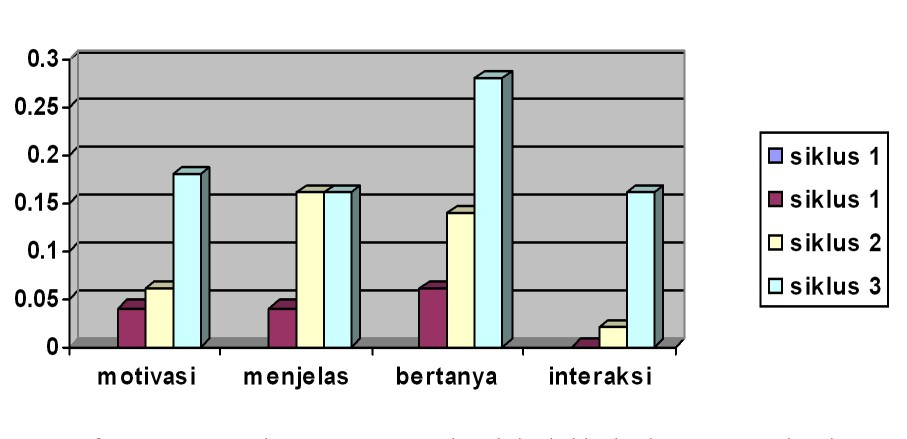 0.3
0.25
0.2
0.15
0.1
0.05
0
motivasi menjelas bertanya interaksi
siklus 1
siklus 1
siklus 2
siklus 3